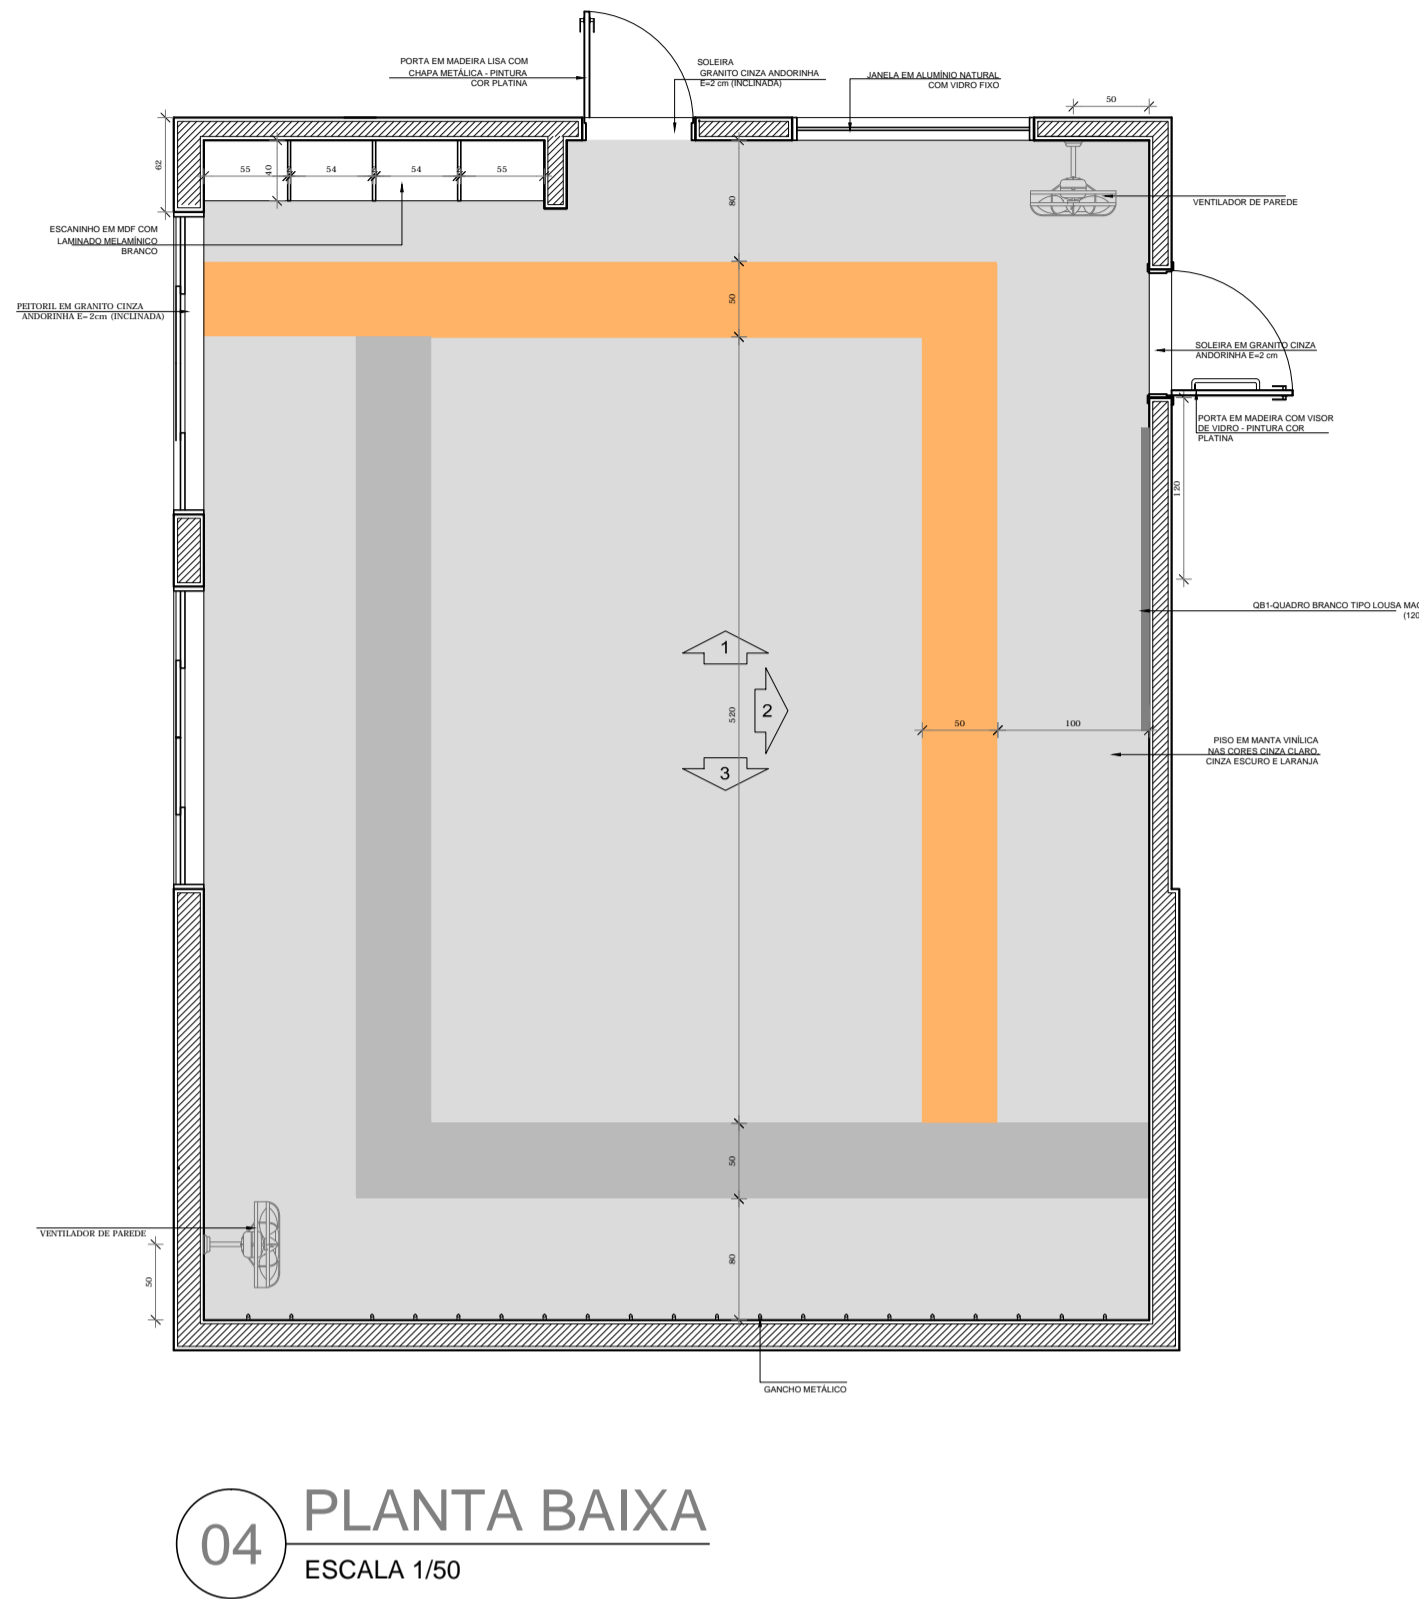 PORTA EM MADEIRA LISA COM
CHAPA METÁLICA - PINTURA
COR PLATINA
SOLEIRA
GRANITO CINZA ANDORINHA
E=2 cm (INCLINADA)
JANELA EM ALUMÍNIO NATURAL
COM VIDRO FIXO
50
62
55
40
54
54
55
80
VENTILADOR DE PAREDE
ESCANINHO EM MDF COM
LAMINADO MELAMÍNICO
BRANCO
50
PEITORIL EM GRANITO CINZA
ANDORINHA E=2cm (INCLINADA)
SOLEIRA EM GRANITO CINZA
ANDORINHA E=2 cm
PORTA EM MADEIRA COM VISOR
DE VIDRO - PINTURA COR
PLATINA
120
QB1-QUADRO BRANCO TIPO LOUSA MAG
(120
1
2
3
520
50
100
PISO EM MANTA VINÍLICA
NAS CORES CINZA CLARO,
CINZA ESCURO E LARANJA
50
VENTILADOR DE PAREDE
50
80
GANCHO METÁLICO
04
PLANTA BAIXA
ESCALA 1/50